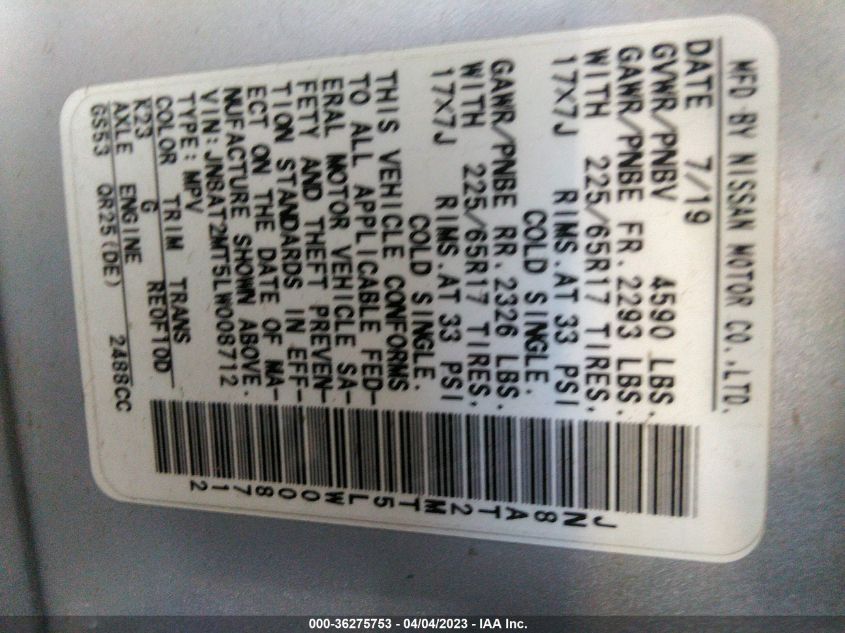 MFD BY NISSAN MOTOR CO.,LTD.
DATE 7/19
GVWR/PNBV 4590 LBS.
GAWR/PNBE FR. 2293 LBS.
WITH 225/65R17 TIRES,
17X7J RIMS.AT 33 PSI
COLD SINGLE.
GAWR/PNBE RR. 2326 LBS.
WITH 225/65R17 TIRES,
17X7J RIMS.AT 33 PSI
COLD SINGLE.
THIS VEHICLE CONFORMS
TO ALL APPLICABLE FED-
ERAL MOTOR VEHICLE SA-
FETY AND THEFT PREVEN-
TION STANDARDS IN EFF-
ECT ON THE DATE OF MA-
NUFACTURE SHOWN ABOVE.
VIN:JN8AT2MT5LW008712
TYPE:MPV
COLOR TRIM TRANS
K23 G RE0F10D
AXLE ENGINE
GS53 QR25(DE) 2488CC
JN8AT2MT5LW008712
000-36275753 - 04/04/2023 - IAA Inc.